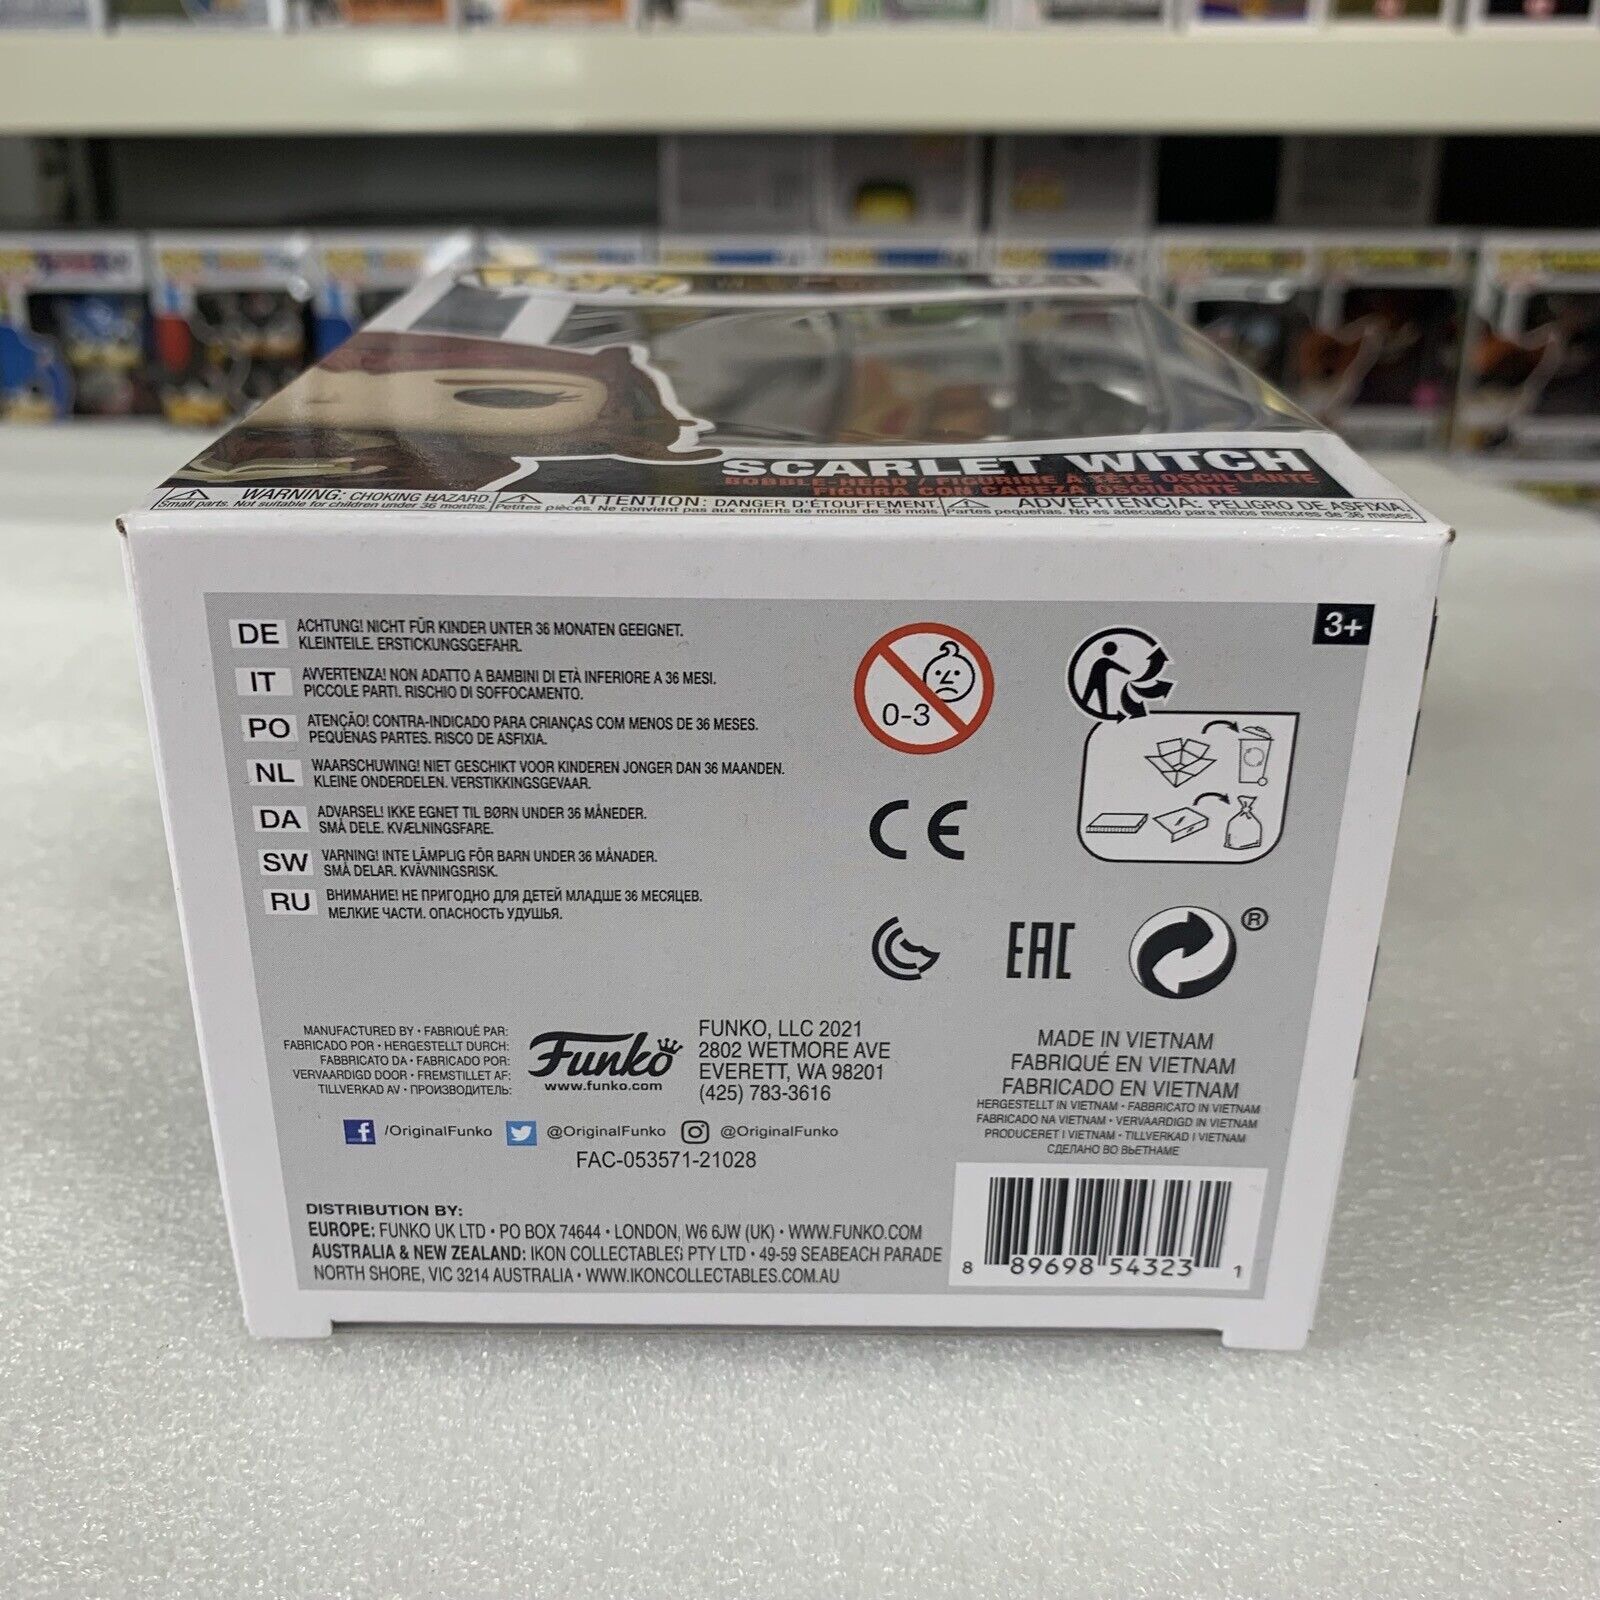 SCARLET WITCH
BOBBLE-HEAD / FIGURINE À TÊTE OSCILLANTE
FIGURA CON CABEZA OSCILANTE
WARNING: CHOKING HAZARD.
Small parts. Not suitable for children under 36 months.
ATTENTION: DANGER D'ÉTOUFFEMENT.
Petites pièces. Ne convient pas aux enfants de moins de 36 mois.
ADVERTENCIA: PELIGRO DE ASFIXIA.
Partes pequeñas. No es adecuado para niños menores de 36 meses.
3+
DE ACHTUNG! NICHT FÜR KINDER UNTER 36 MONATEN GEEIGNET.
KLEINTEILE. ERSTICKUNGSGEFAHR.
IT AVVERTENZA! NON ADATTO A BAMBINI DI ETÀ INFERIORE A 36 MESI.
PICCOLE PARTI. RISCHIO DI SOFFOCAMENTO.
PO ATENÇÃO! CONTRA-INDICADO PARA CRIANÇAS COM MENOS DE 36 MESES.
PEQUENAS PARTES. RISCO DE ASFIXIA.
NL WAARSCHUWING! NIET GESCHIKT VOOR KINDEREN JONGER DAN 36 MAANDEN.
KLEINE ONDERDELEN. VERSTIKKINGSGEVAAR.
DA ADVARSEL! IKKE EGNET TIL BØRN UNDER 36 MÅNEDER.
SMÅ DELE. KVÆLNINGSFARE.
SW VARNING! INTE LÄMPLIG FÖR BARN UNDER 36 MÅNADER.
SMÅ DELAR. KVÄVNINGSRISK.
RU ВНИМАНИЕ! НЕ ПРИГОДНО ДЛЯ ДЕТЕЙ МЛАДШЕ 36 МЕСЯЦЕВ.
МЕЛКИЕ ЧАСТИ. ОПАСНОСТЬ УДУШЬЯ.
0-3
CE
EAC
®
MANUFACTURED BY • FABRIQUÉ PAR:
FABRICADO POR • HERGESTELLT DURCH:
FABBRICATO DA • FABRICADO POR:
VERVAARDIGD DOOR • FREMSTILLET AF:
TILLVERKAD AV • ПРОИЗВОДИТЕЛЬ:
Funko
www.funko.com
FUNKO, LLC 2021
2802 WETMORE AVE
EVERETT, WA 98201
(425) 783-3616
/OriginalFunko @OriginalFunko @OriginalFunko
FAC-053571-21028
MADE IN VIETNAM
FABRIQUÉ EN VIETNAM
FABRICADO EN VIETNAM
HERGESTELLT IN VIETNAM • FABBRICATO IN VIETNAM
FABRICADO NA VIETNAM • VERVAARDIGD IN VIETNAM
PRODUCERET I VIETNAM • TILLVERKAD I VIETNAM
СДЕЛАНО ВО ВЬЕТНАМЕ
DISTRIBUTION BY:
EUROPE: FUNKO UK LTD • PO BOX 74644 • LONDON, W6 6JW (UK) • WWW.FUNKO.COM
AUSTRALIA & NEW ZEALAND: IKON COLLECTABLES PTY LTD • 49-59 SEABEACH PARADE
NORTH SHORE, VIC 3214 AUSTRALIA • WWW.IKONCOLLECTABLES.COM.AU
8 89698 54323 1